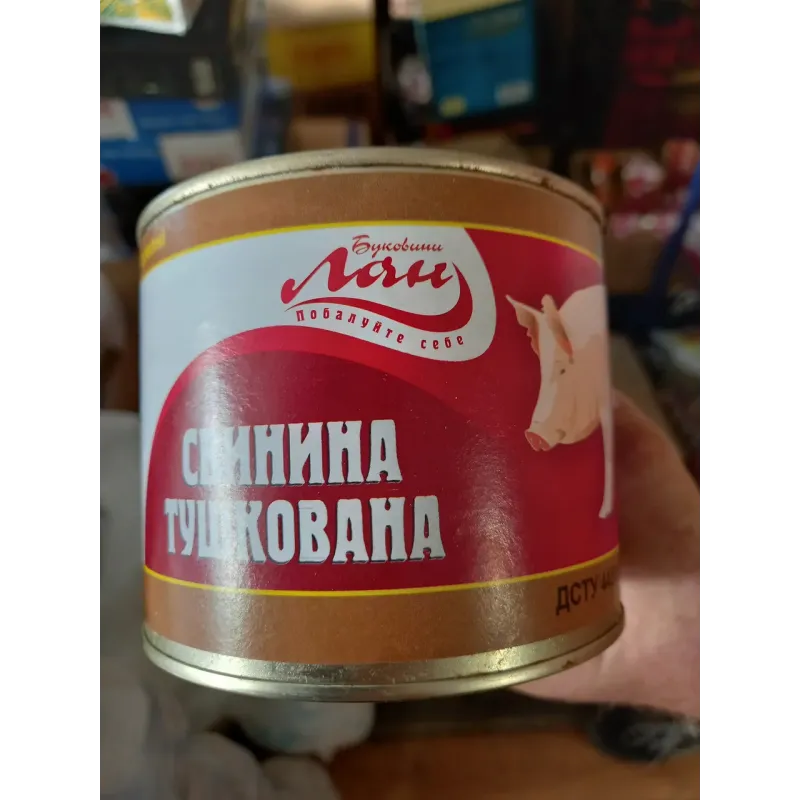 Буковини
Лан
Побалуйте себе
СВИНИНА
ТУШКОВАНА
ДСТУ